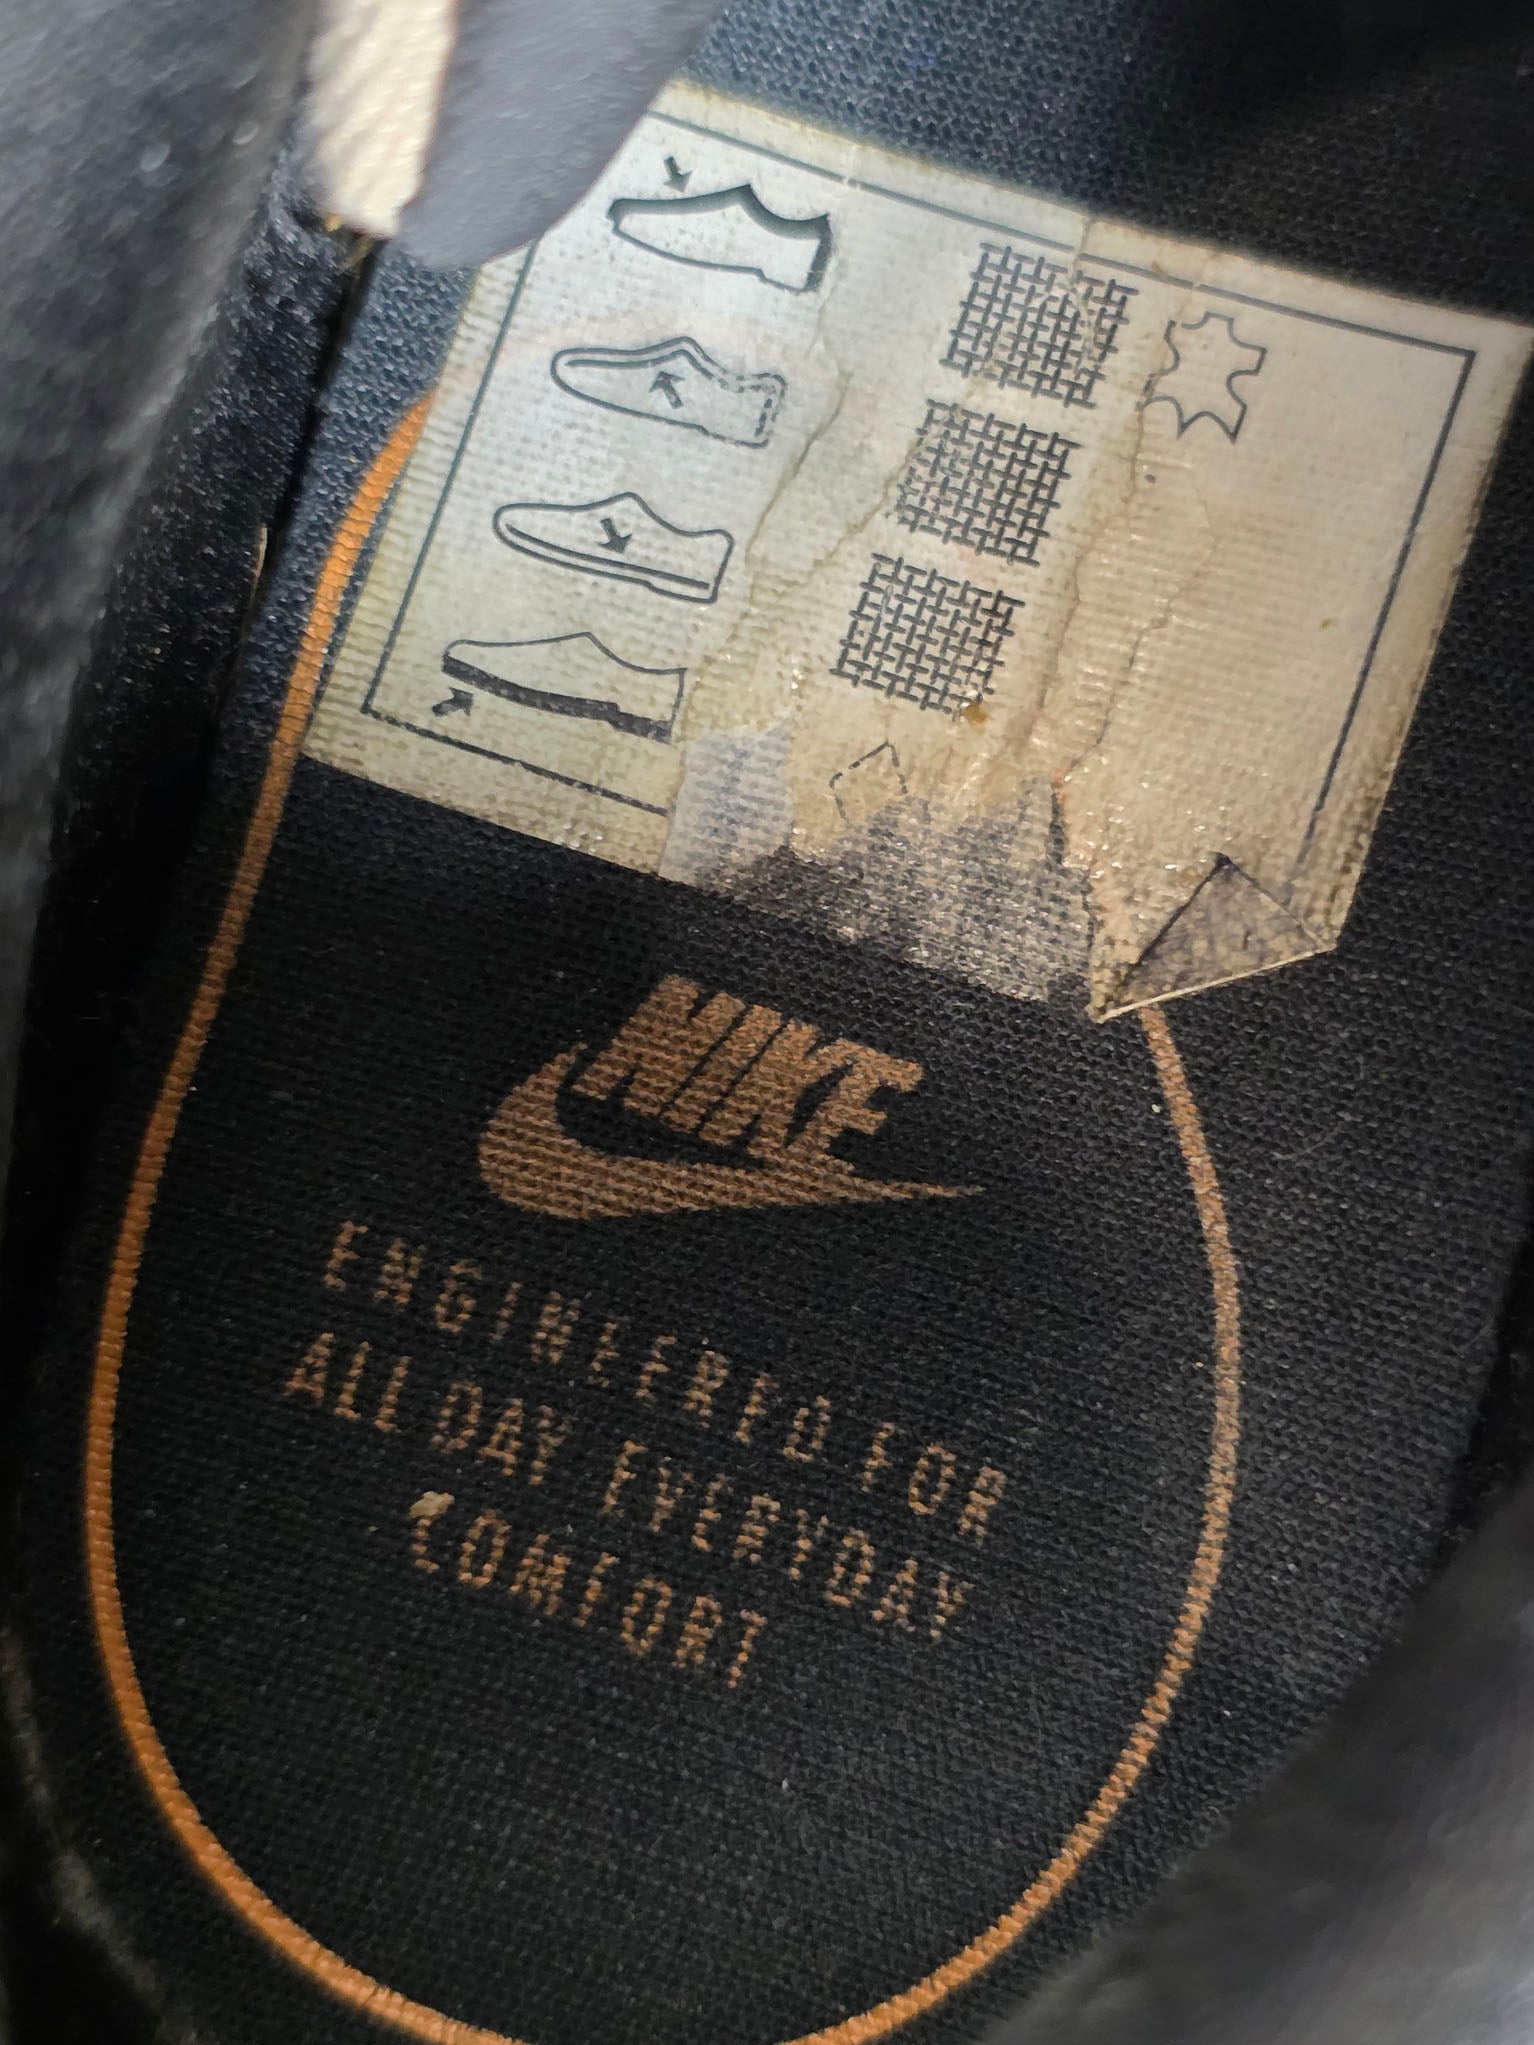 NIKE
ENGINEERED FOR
ALL DAY EVERYDAY
COMFORT